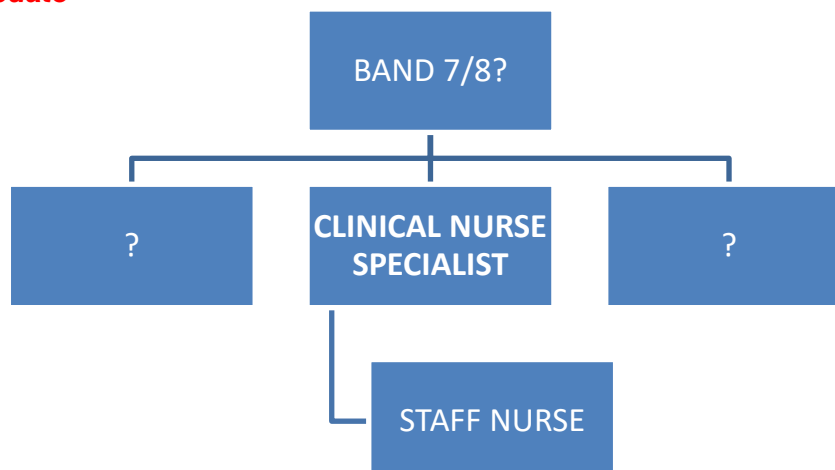 BAND 7/8?
?
CLINICAL NURSE
SPECIALIST
?
STAFF NURSE